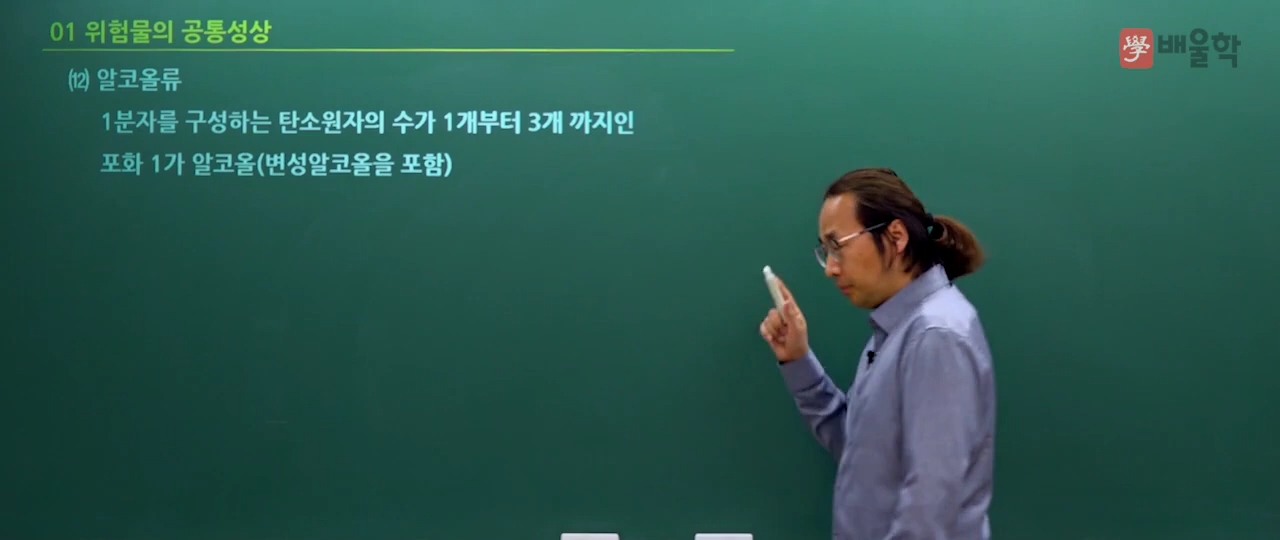 01 위험물의 공통성상
學 배울학
⑿ 알코올류
1분자를 구성하는 탄소원자의 수가 1개부터 3개 까지인
포화 1가 알코올(변성알코올을 포함)